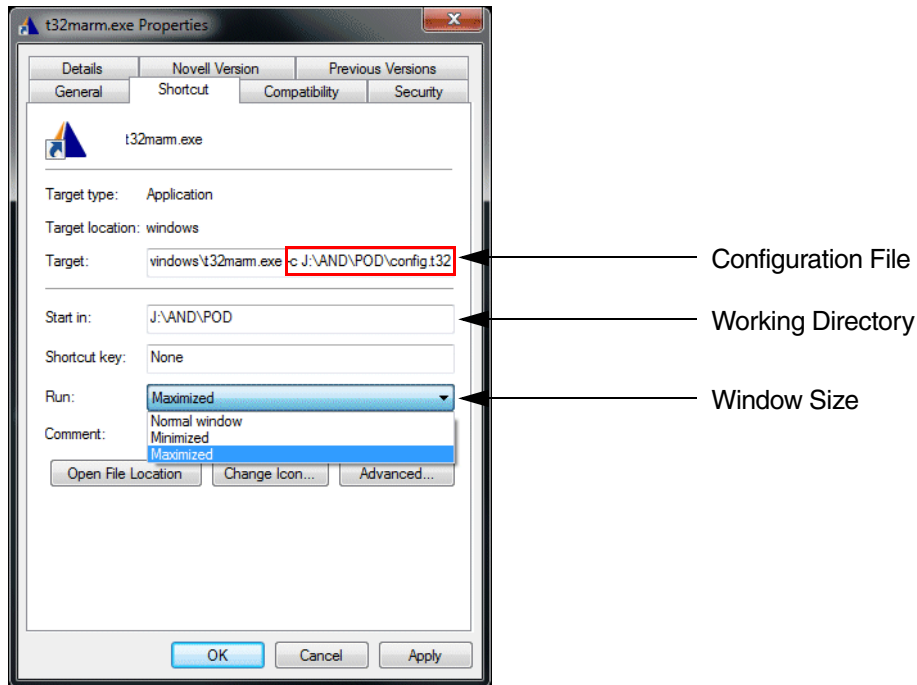 t32marm.exe Properties
Details Novell Version Previous Versions
General Shortcut Compatibility Security
t32marm.exe
Target type: Application
Target location: windows
Target: vindows\t32marm.exe -c J:\AND\POD\config.t32 Configuration File
Start in: J:\AND\POD Working Directory
Shortcut key: None
Run: Maximized Window Size
Normal window
Comment: Minimized
Maximized
Open File Location Change Icon... Advanced...
OK Cancel Apply